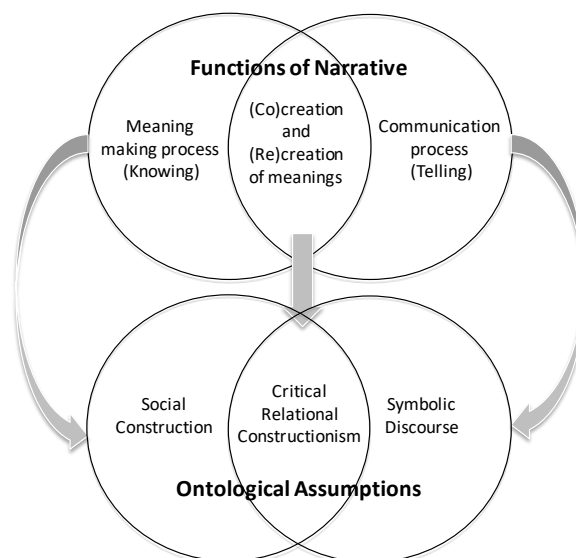 Functions of Narrative
Meaning
making process
(Knowing)
(Co)creation
and
(Re)creation
of meanings
Communication
process
(Telling)
Social
Construction
Critical
Relational
Constructionism
Symbolic
Discourse
Ontological Assumptions